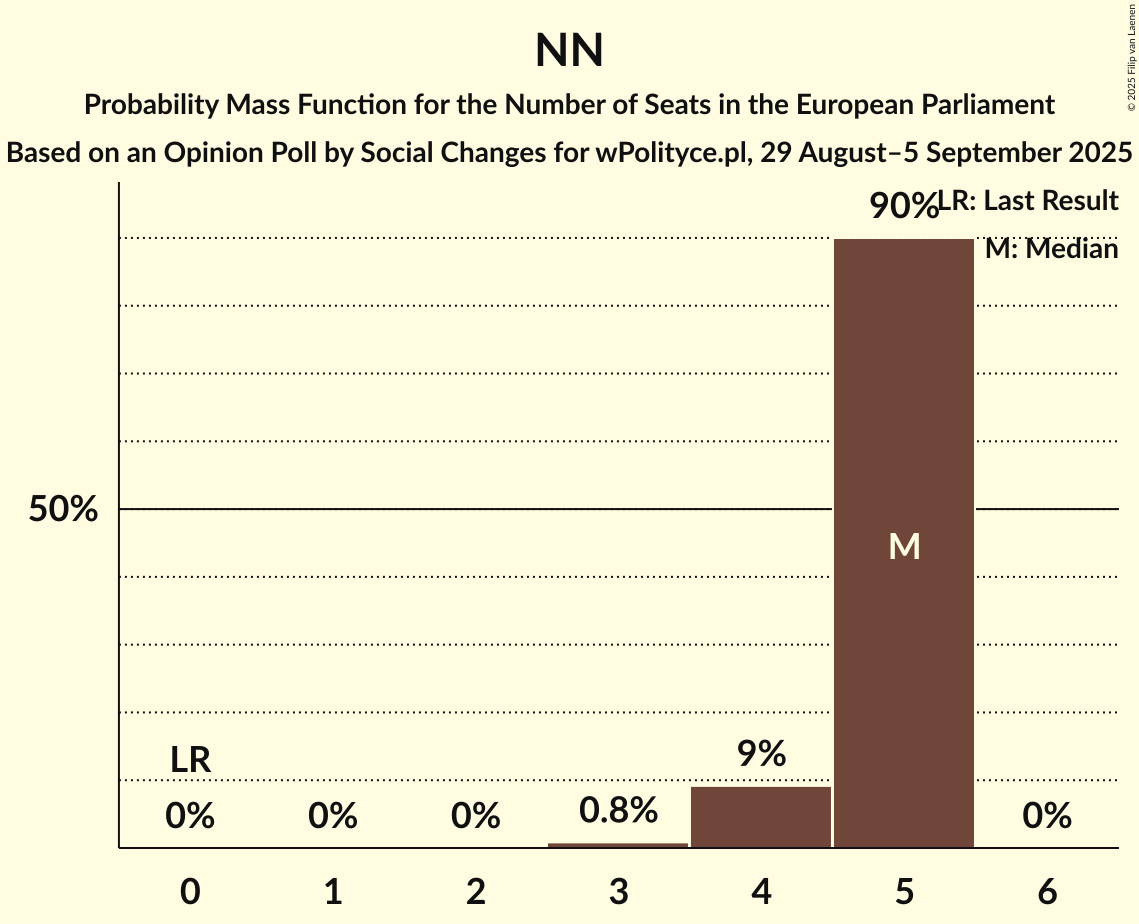 NN
Probability Mass Function for the Number of Seats in the European Parliament
Based on an Opinion Poll by Social Changes for wPolityce.pl, 29 August–5 September 2025
© 2025 Filip van Laenen
90%
LR: Last Result
M: Median
50%
M
LR
9%
0%
0%
0%
0.8%
0%
0
1
2
3
4
5
6